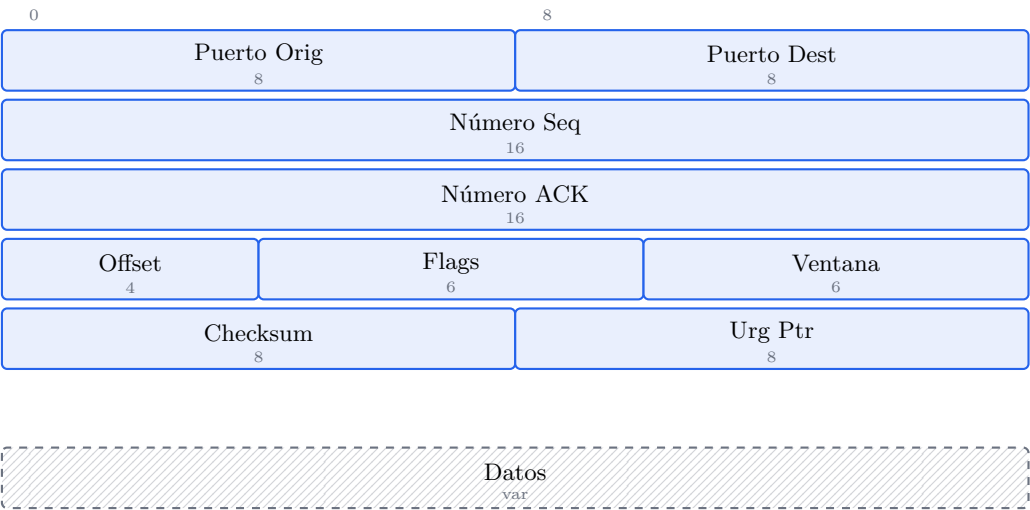 0 8
Puerto Orig Puerto Dest
8 8
Número Seq
16
Número ACK
16
Offset Flags Ventana
4 6 6
Checksum Urg Ptr
8 8
Datos
var